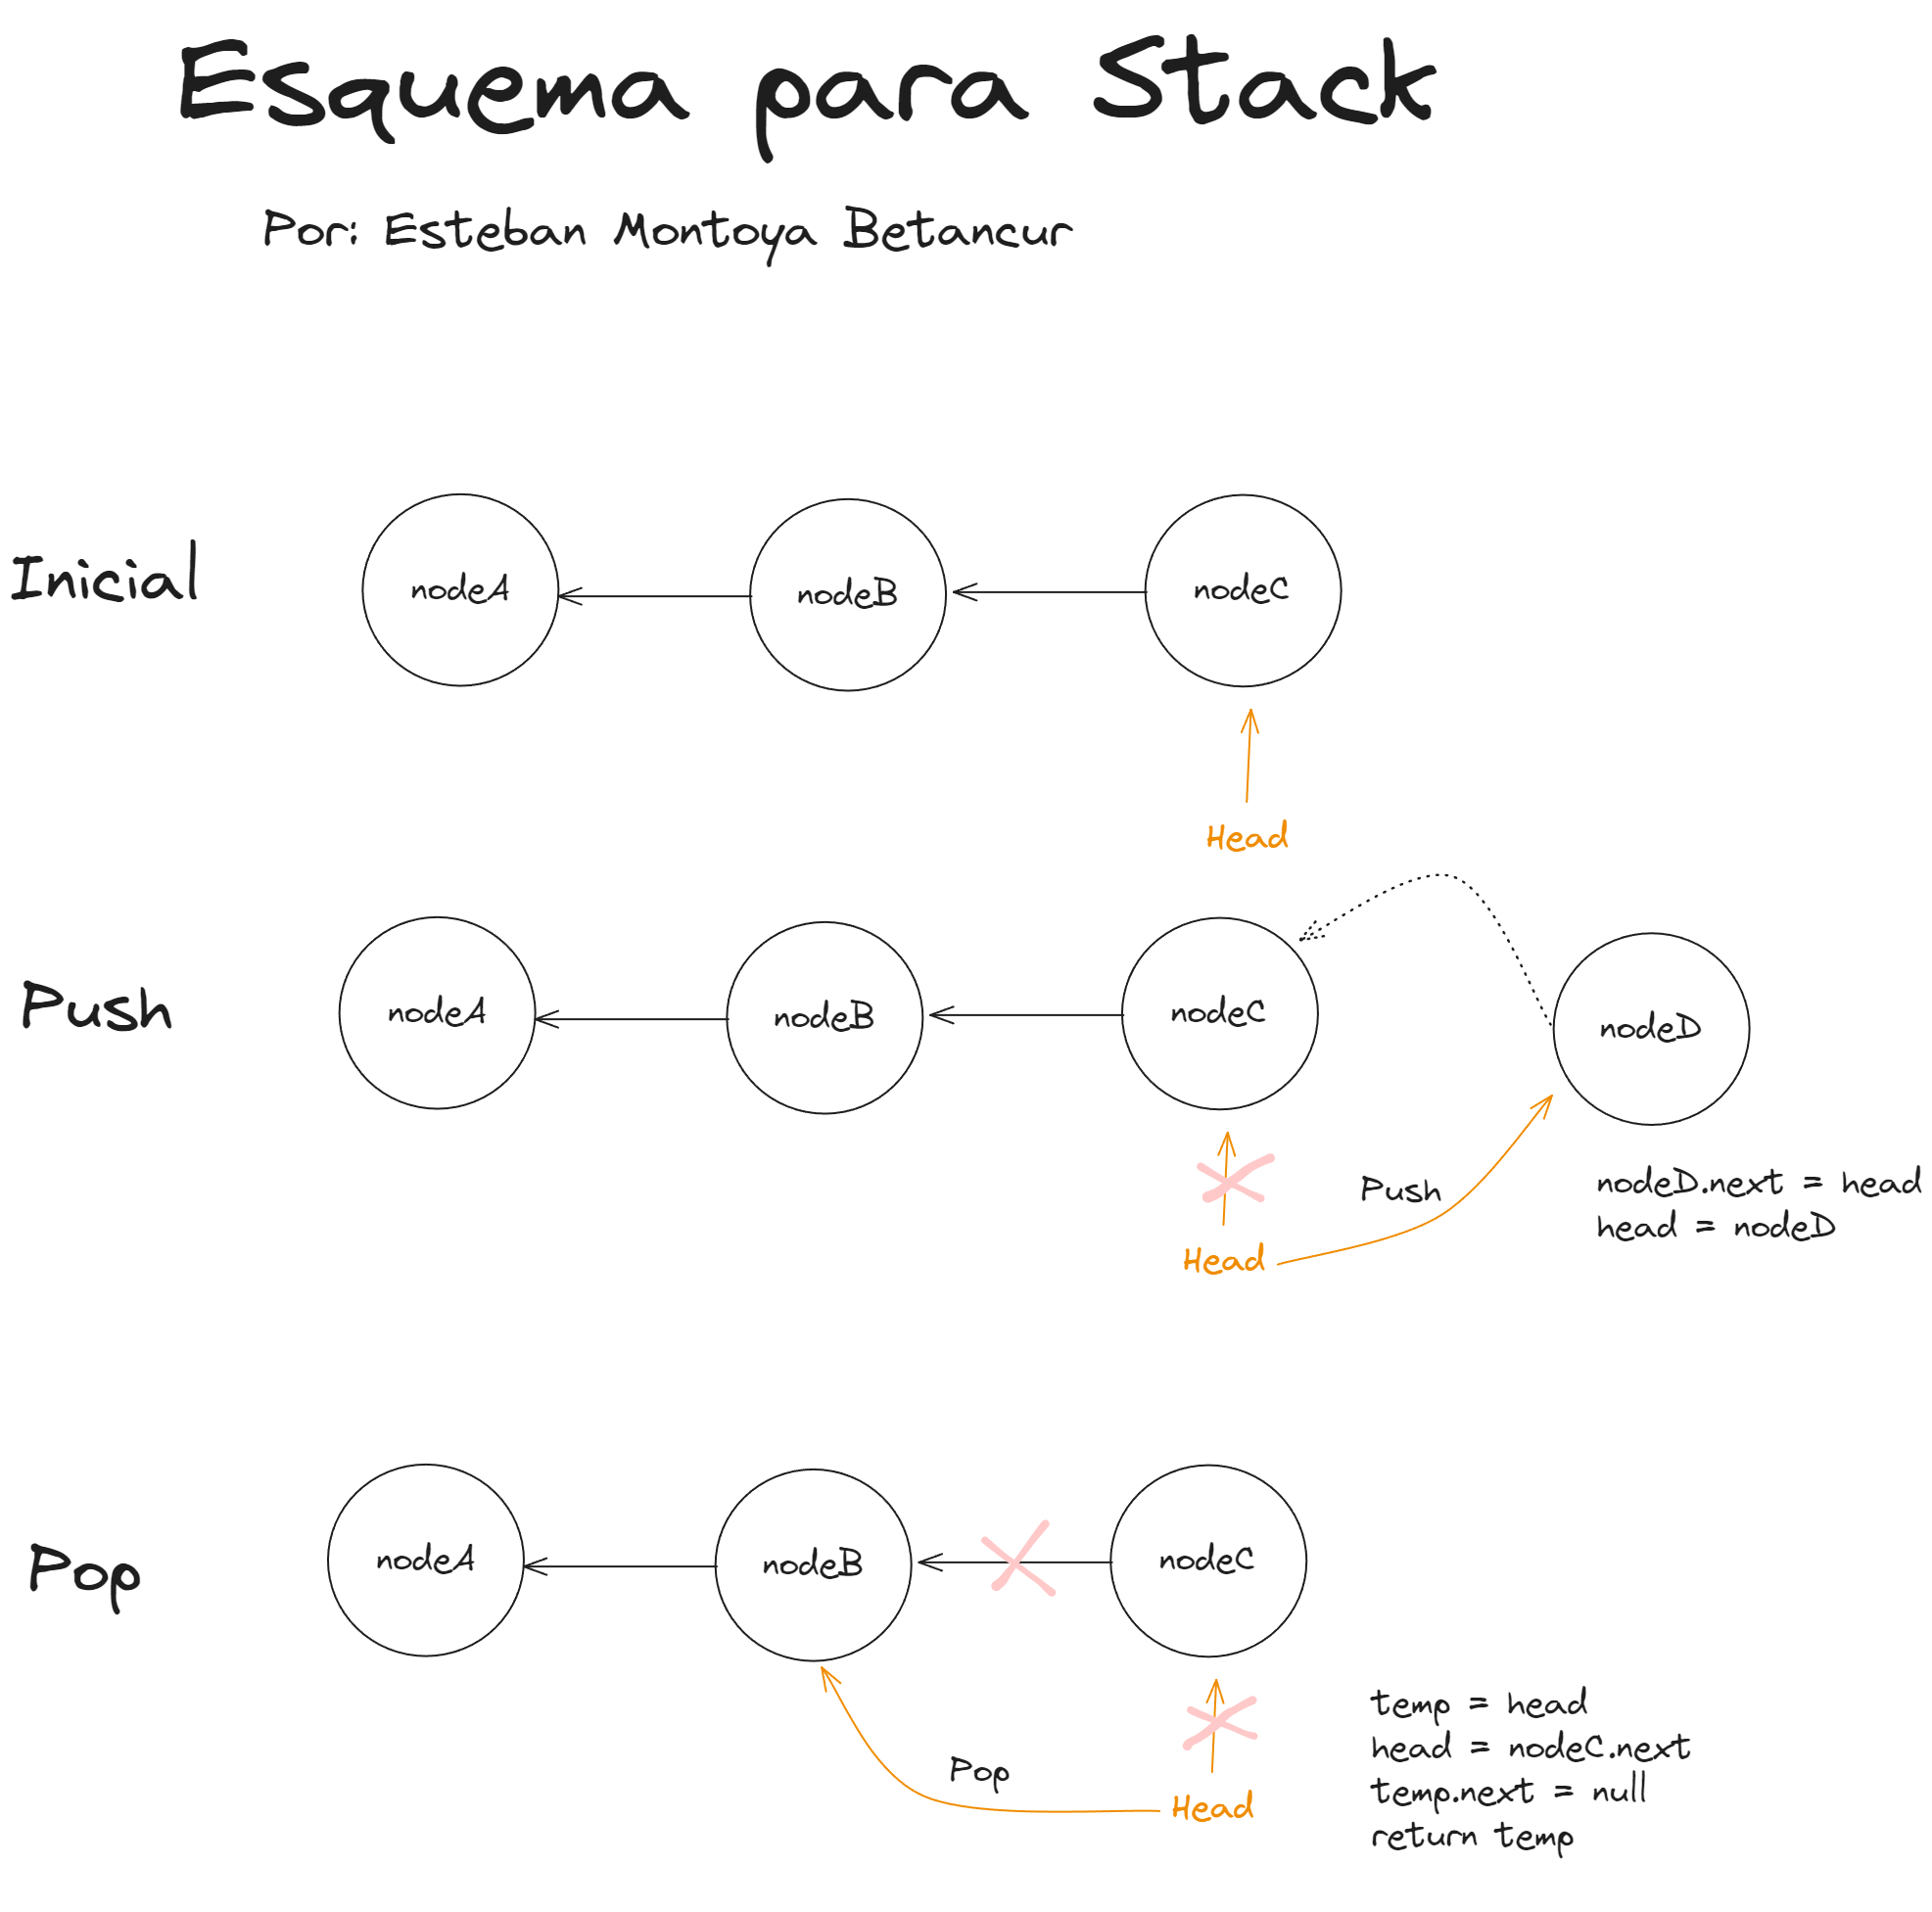 Esquema para Stack
Por: Esteban Montoya Betancur
Inicial
nodeA
nodeB
nodeC
Head
Push
nodeA
nodeB
nodeC
nodeD
Push
Head
nodeD.next = head
head = nodeD
Pop
nodeA
nodeB
nodeC
Pop
Head
temp = head
head = nodeC.next
temp.next = null
return temp